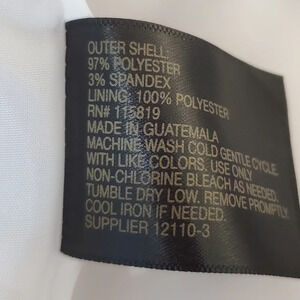 OUTER SHELL:
97% POLYESTER
3% SPANDEX
LINING: 100% POLYESTER
RN# 115819
MADE IN GUATEMALA
MACHINE WASH COLD GENTLE CYCLE.
WITH LIKE COLORS. USE ONLY
NON-CHLORINE BLEACH AS NEEDED.
TUMBLE DRY LOW. REMOVE PROMPTLY.
COOL IRON IF NEEDED.
SUPPLIER 12110-3